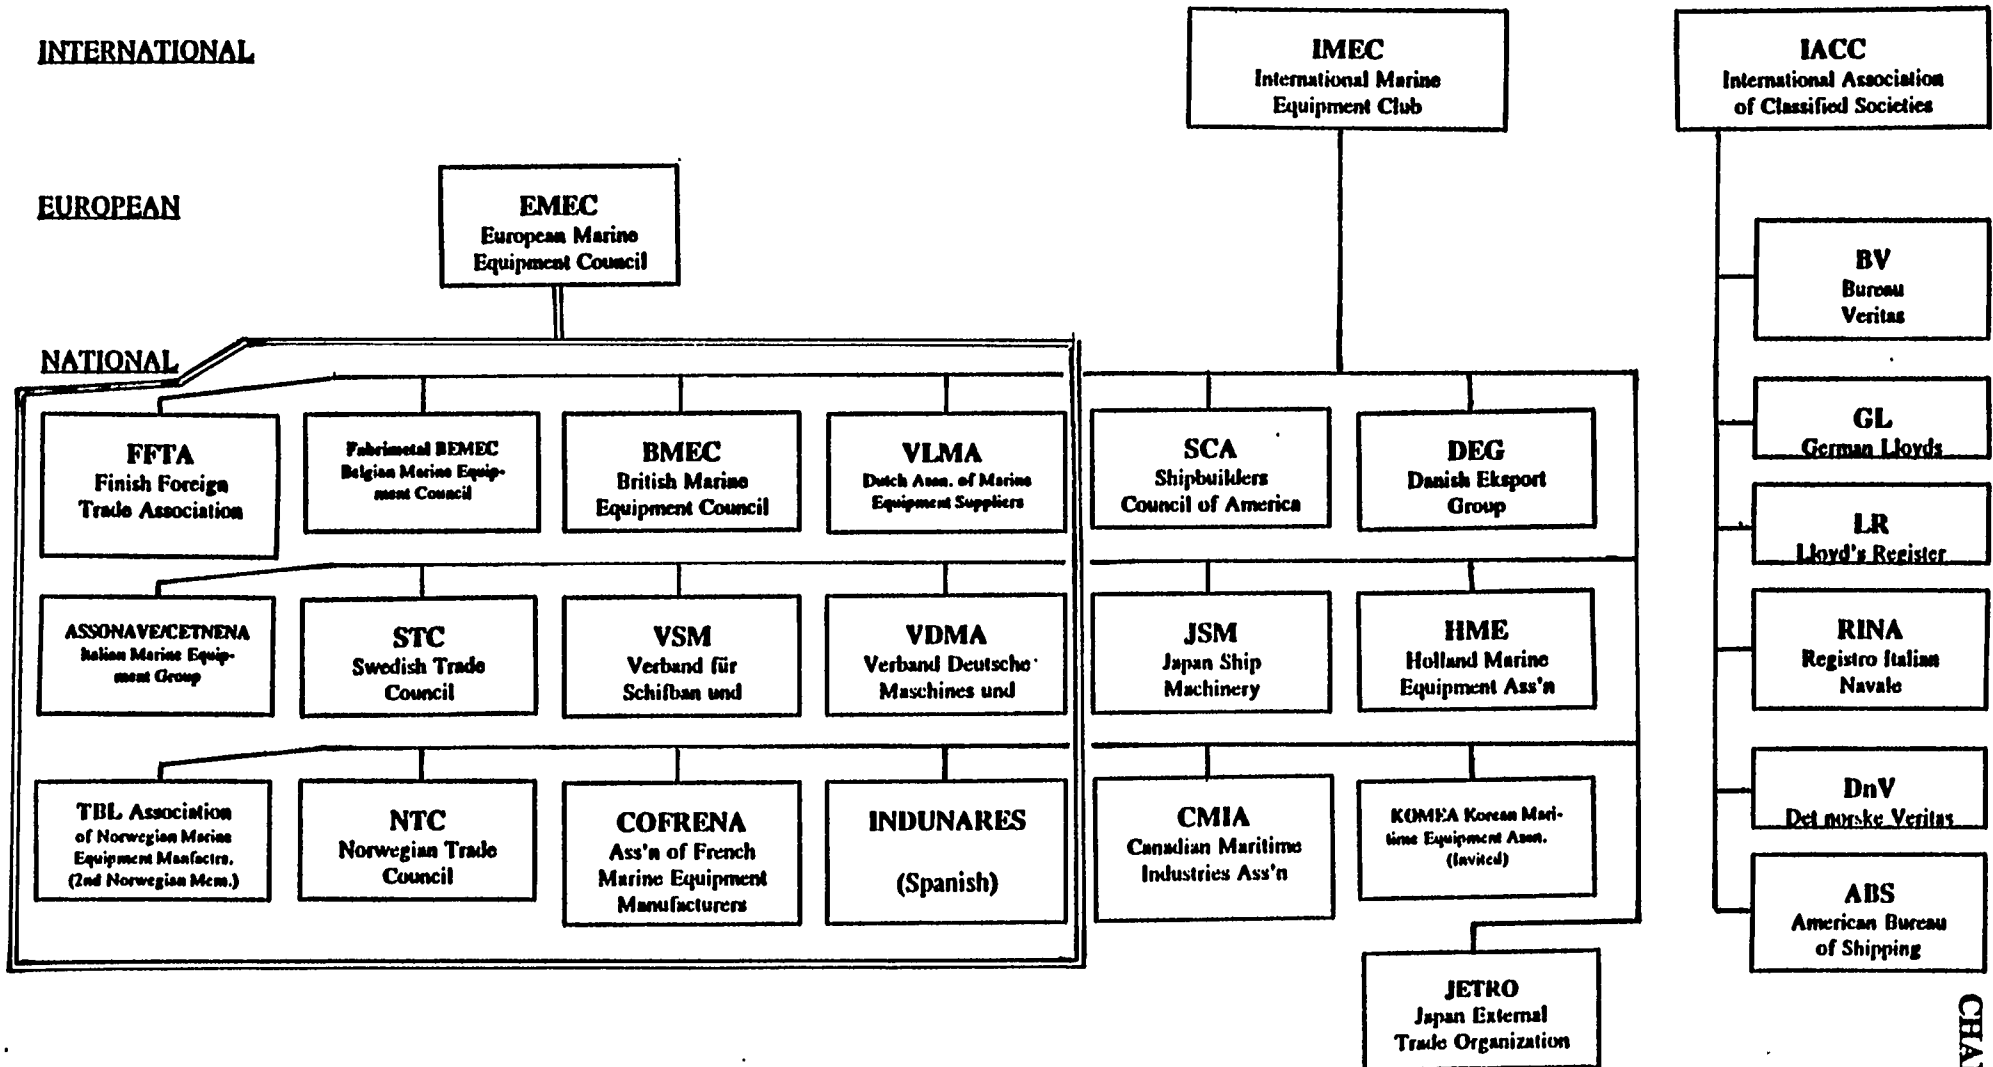 INTERNATIONAL
IMEC
International Marine
Equipment Club
IACC
International Association
of Classified Societies
EUROPEAN
EMEC
European Marine
Equipment Council
BV
Bureau
Veritas
NATIONAL
FFTA
Finish Foreign
Trade Association
Fabrimetal BEMEC
Belgian Marine Equip-
ment Council
BMEC
British Marine
Equipment Council
VLMA
Dutch Assn. of Marine
Equipment Suppliers
SCA
Shipbuilders
Council of America
DEG
Danish Eksport
Group
GL
German Lloyds
LR
Lloyd's Register
ASSONAVE/CETNENA
Italian Marine Equip-
ment Group
STC
Swedish Trade
Council
VSM
Verband für
Schifban und
VDMA
Verband Deutsche
Maschines und
JSM
Japan Ship
Machinery
HME
Holland Marine
Equipment Ass'n
RINA
Registro Italian
Navale
TBL Association
of Norwegian Marine
Equipment Manfactrs.
(2nd Norwegian Mem.)
NTC
Norwegian Trade
Council
COFRENA
Ass'n of French
Marine Equipment
Manufacturers
INDUNARES
(Spanish)
CMIA
Canadian Maritime
Industries Ass'n
KOMEA Korean Mari-
time Equipment Assn.
(Invited)
DnV
Det norske Veritas
ABS
American Bureau
of Shipping
JETRO
Japan External
Trade Organization
CHA